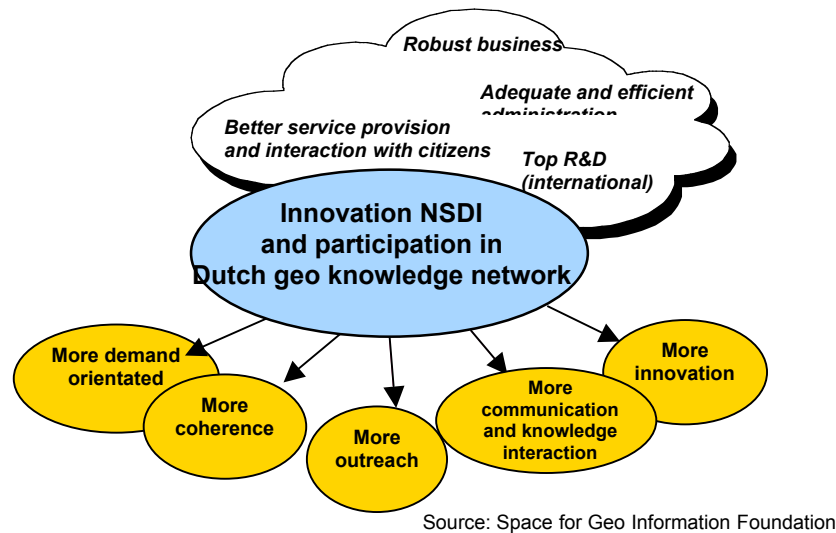 Robust business
Adequate and efficient
administration
Better service provision
and interaction with citizens
Top R&D
(international)
Innovation NSDI
and participation in
Dutch geo knowledge network
More demand
orientated
More
coherence
More
outreach
More
communication
and knowledge
interaction
More
innovation
Source: Space for Geo Information Foundation